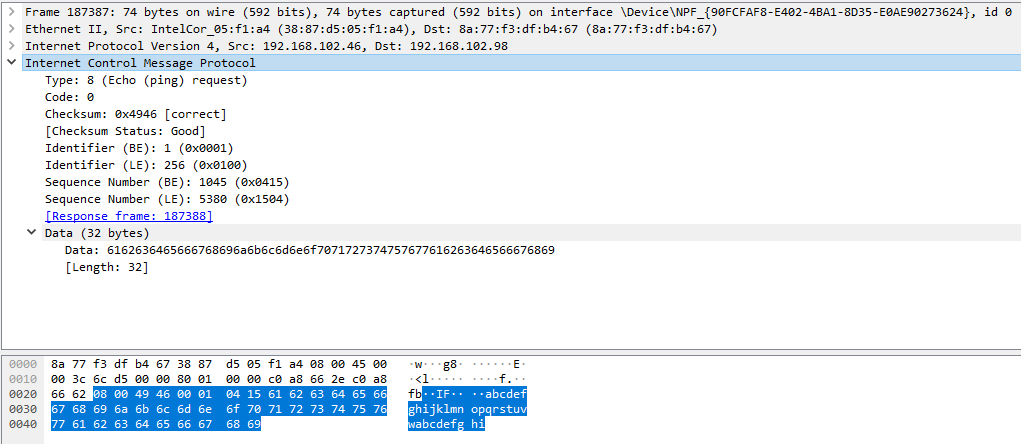 Frame 187387: 74 bytes on wire (592 bits), 74 bytes captured (592 bits) on interface \Device\NPF_{90FCFAF8-E402-4BA1-8D35-E0AE90273624}, id 0
Ethernet II, Src: IntelCor_05:f1:a4 (38:87:d5:05:f1:a4), Dst: 8a:77:f3:df:b4:67 (8a:77:f3:df:b4:67)
Internet Protocol Version 4, Src: 192.168.102.46, Dst: 192.168.102.98
Internet Control Message Protocol
Type: 8 (Echo (ping) request)
Code: 0
Checksum: 0x4946 [correct]
[Checksum Status: Good]
Identifier (BE): 1 (0x0001)
Identifier (LE): 256 (0x0100)
Sequence Number (BE): 1045 (0x0415)
Sequence Number (LE): 5380 (0x1504)
[Response frame: 187388]
Data (32 bytes)
Data: 6162636465666768696a6b6c6d6e6f7071727374757677616263646566676869
[Length: 32]
0000 8a 77 f3 df b4 67 38 87 d5 05 f1 a4 08 00 45 00 ·w···g8· ······E·
0010 00 3c 6c d5 00 00 80 01 00 00 c0 a8 66 2e c0 a8 ·<l····· ····f.··
0020 66 62 08 00 49 46 00 01 04 15 61 62 63 64 65 66 fb··IF·· ··abcdef
0030 67 68 69 6a 6b 6c 6d 6e 6f 70 71 72 73 74 75 76 ghijklmn opqrstuv
0040 77 61 62 63 64 65 66 67 68 69 wabcdefg hi